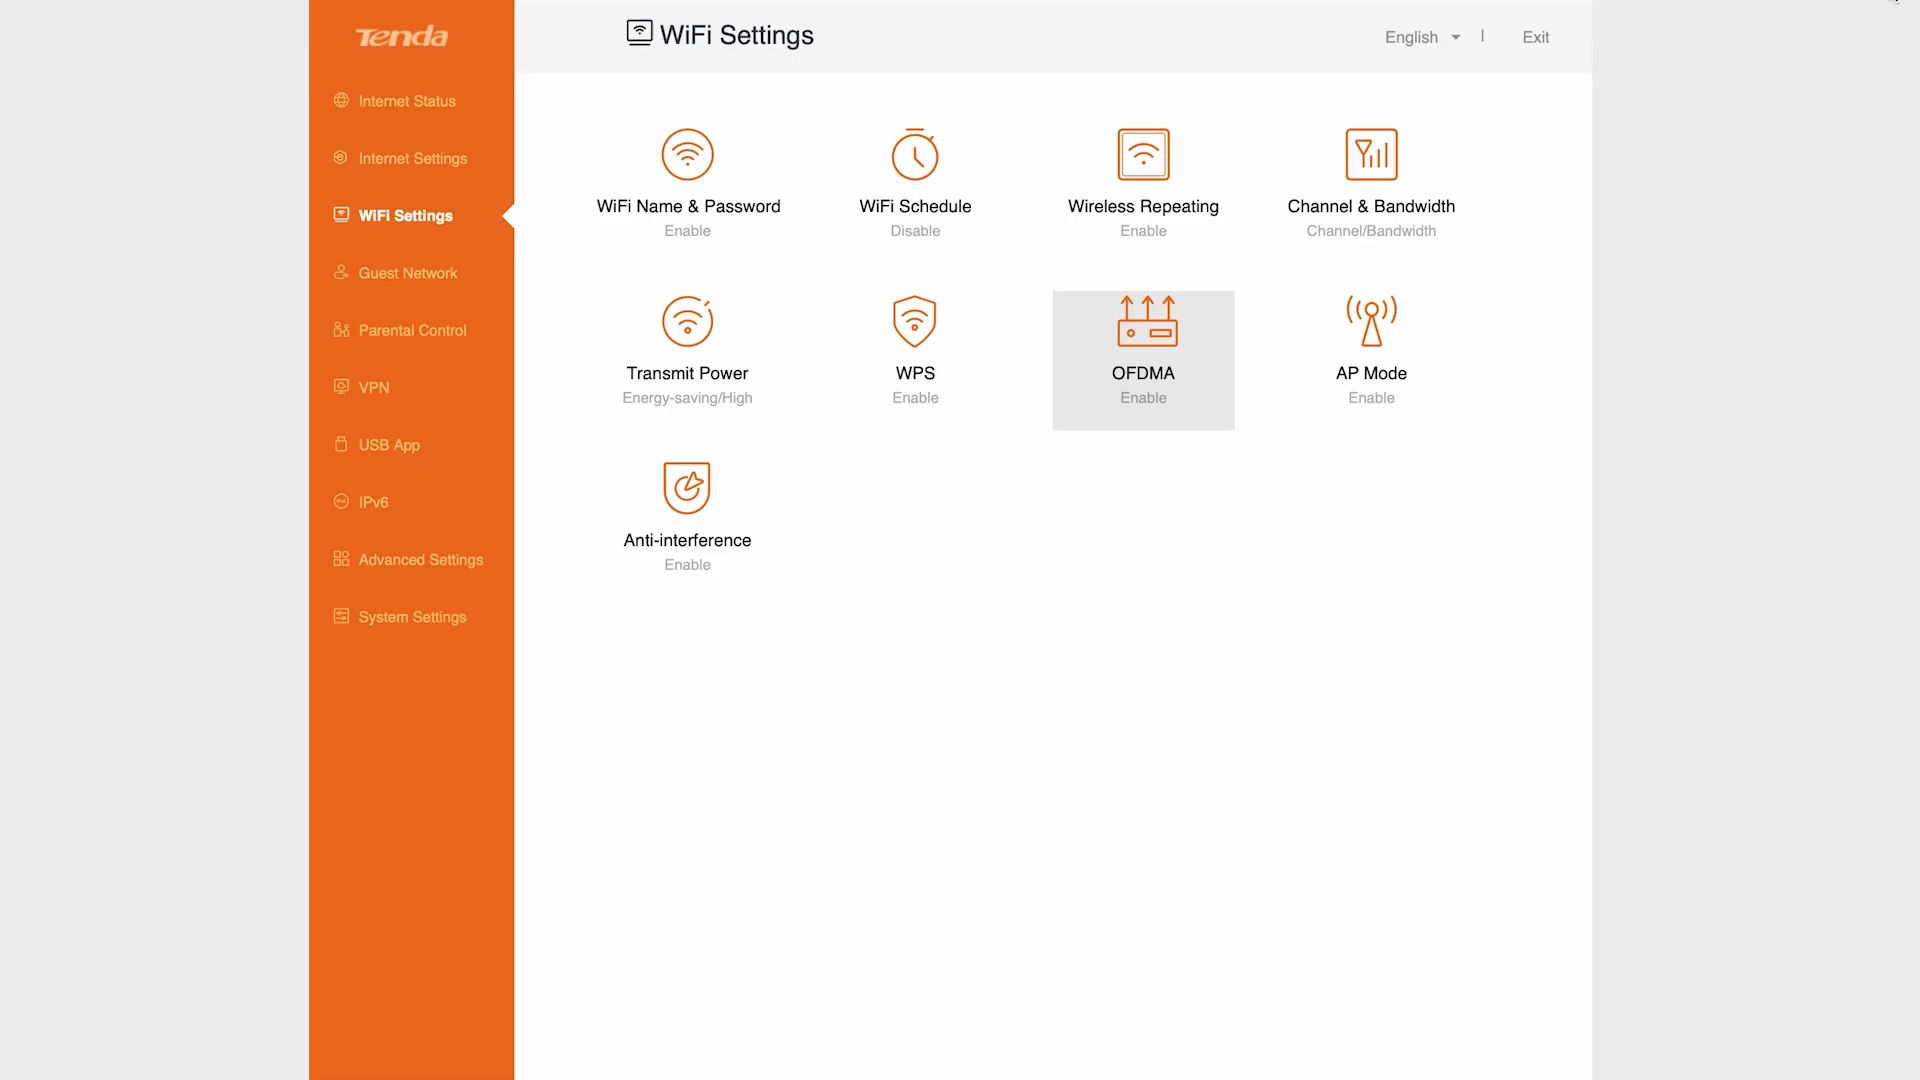 Tenda
WiFi Settings
English
Exit
Internet Status
Internet Settings
WiFi Settings
Guest Network
Parental Control
VPN
USB App
IPv6
Advanced Settings
System Settings
WiFi Name & Password
Enable
WiFi Schedule
Disable
Wireless Repeating
Enable
Channel & Bandwidth
Channel/Bandwidth
Transmit Power
Energy-saving/High
WPS
Enable
OFDMA
Enable
AP Mode
Enable
Anti-interference
Enable